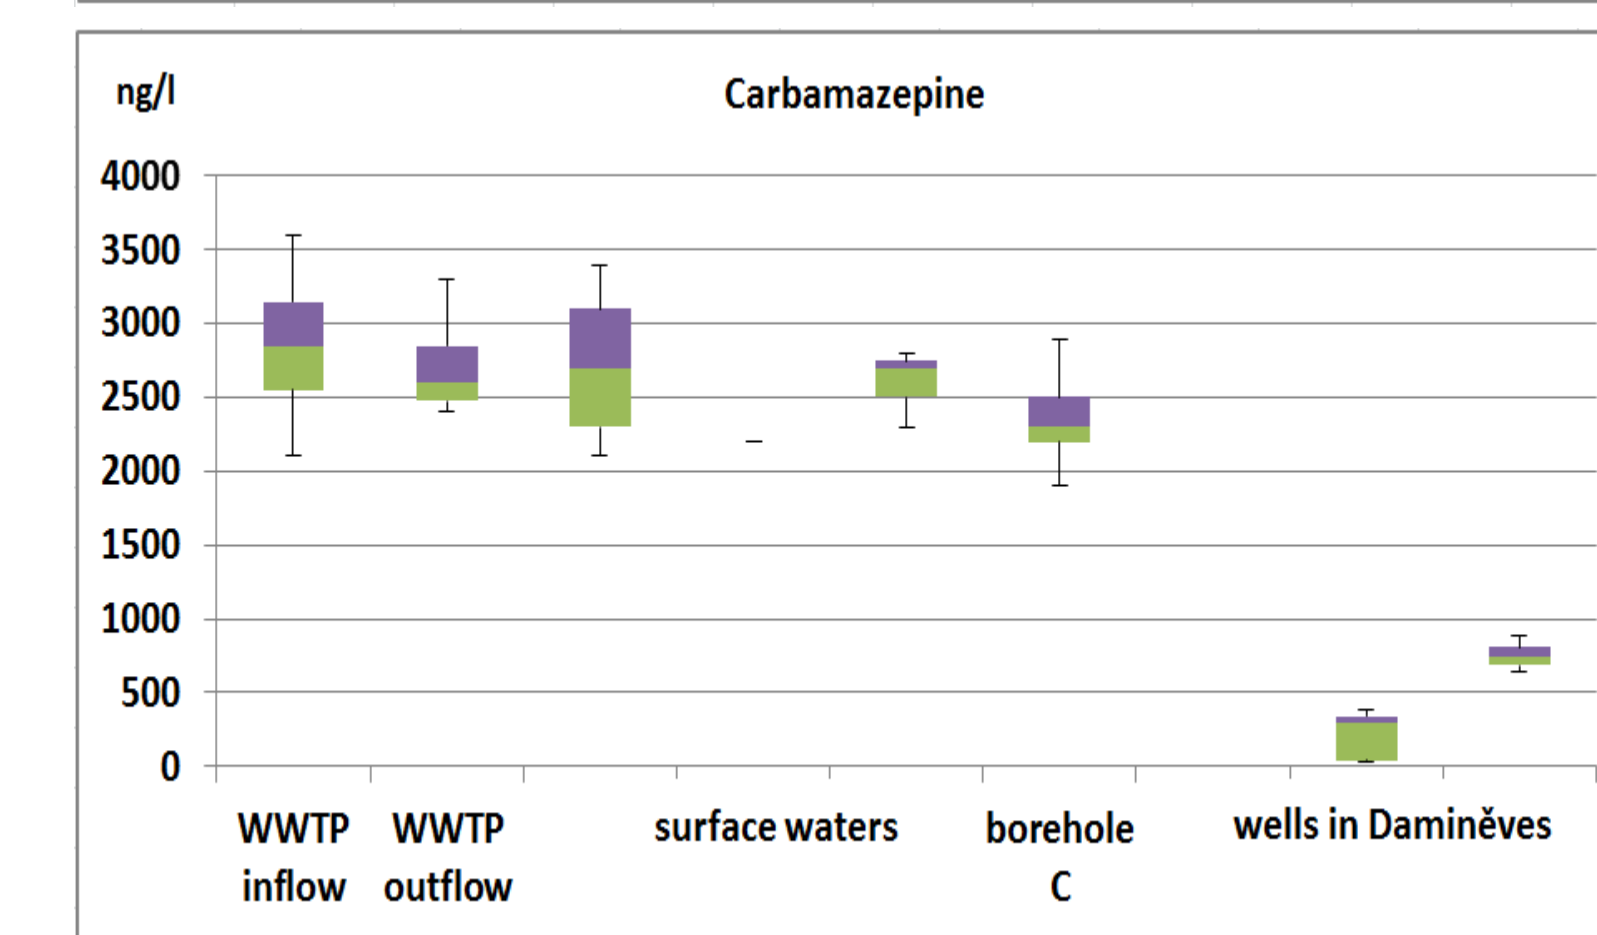 ng/l
Carbamazepine
4000
3500
3000
2500
2000
1500
1000
500
0
WWTP inflow
WWTP outflow
surface waters
borehole C
wells in Daminěves